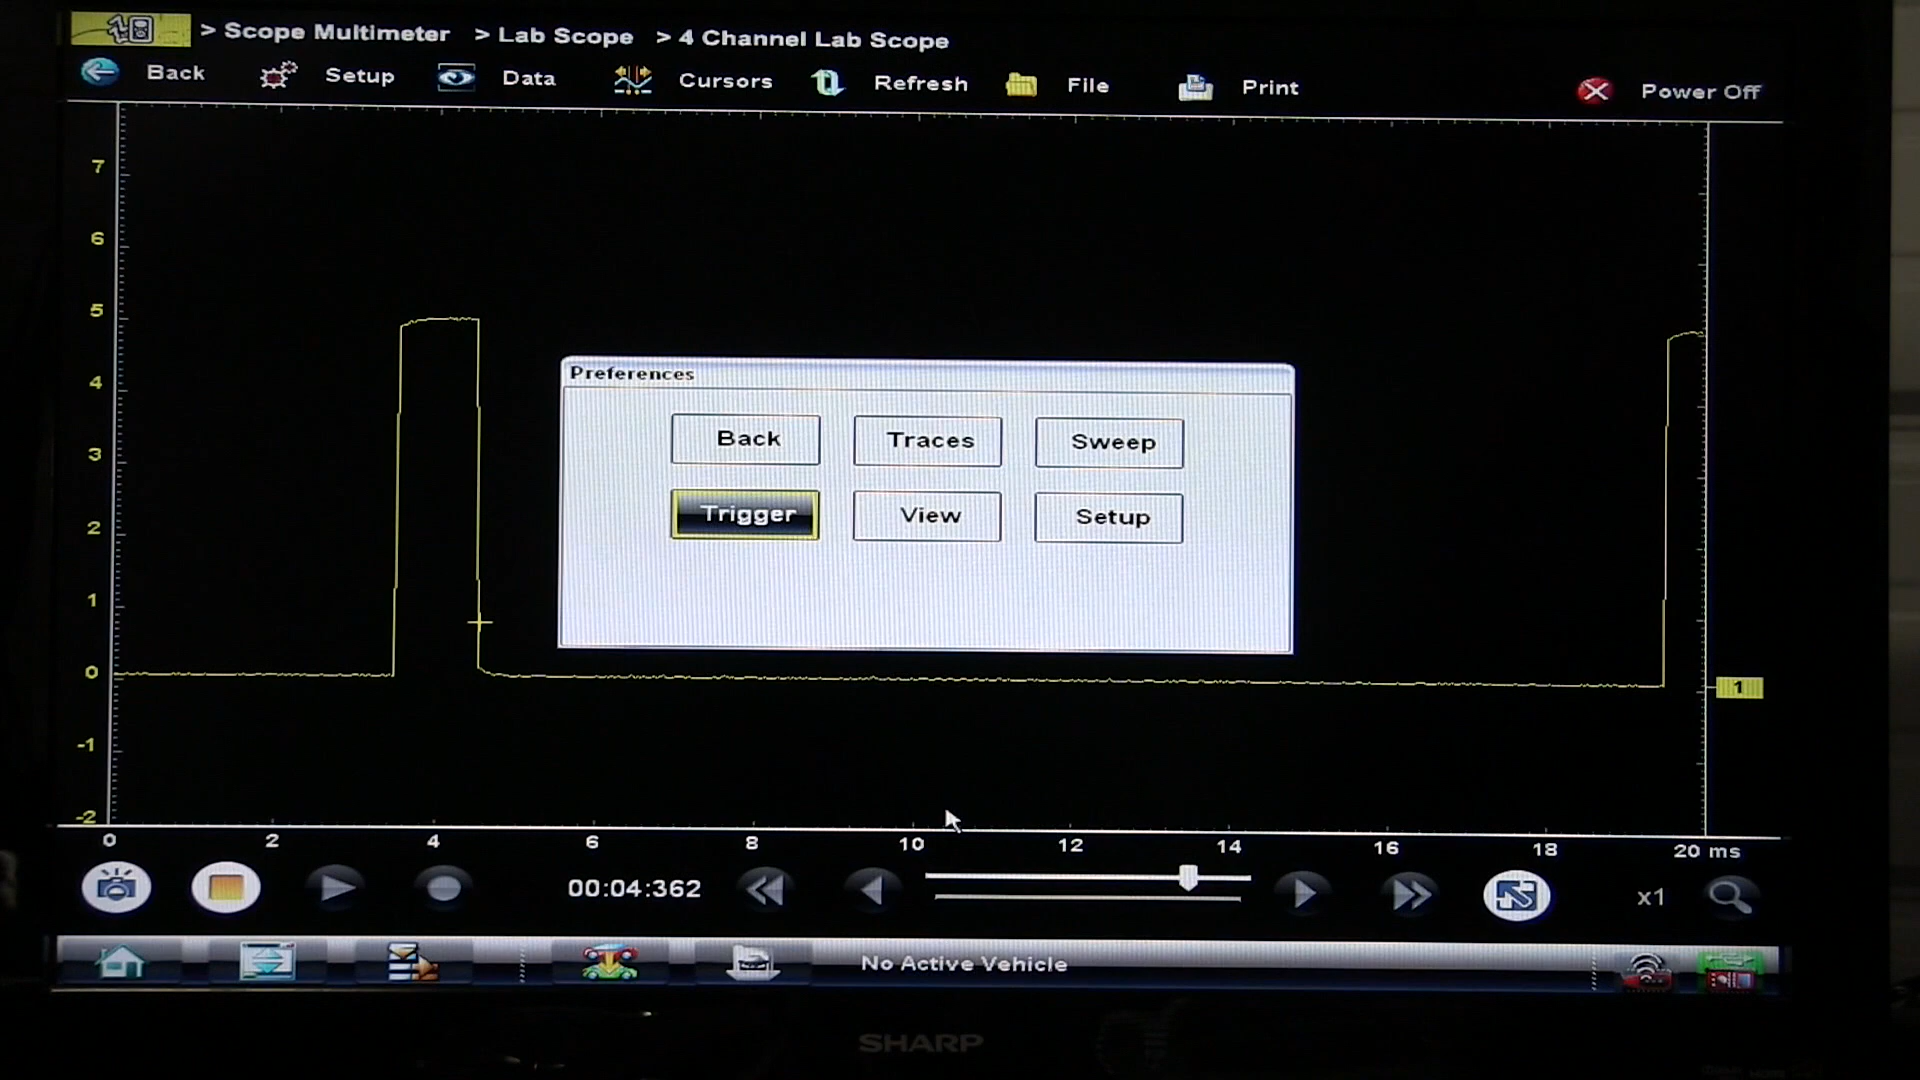 > Scope Multimeter > Lab Scope > 4 Channel Lab Scope
Back Setup Data Cursors Refresh File Print Power Off
7
6
5
4
3
2
1
0
-1
-2
Preferences
Back Traces Sweep
Trigger View Setup
1
0 2 4 6 8 10 12 14 16 18 20 ms
00:04:362 x1
No Active Vehicle
SHARP